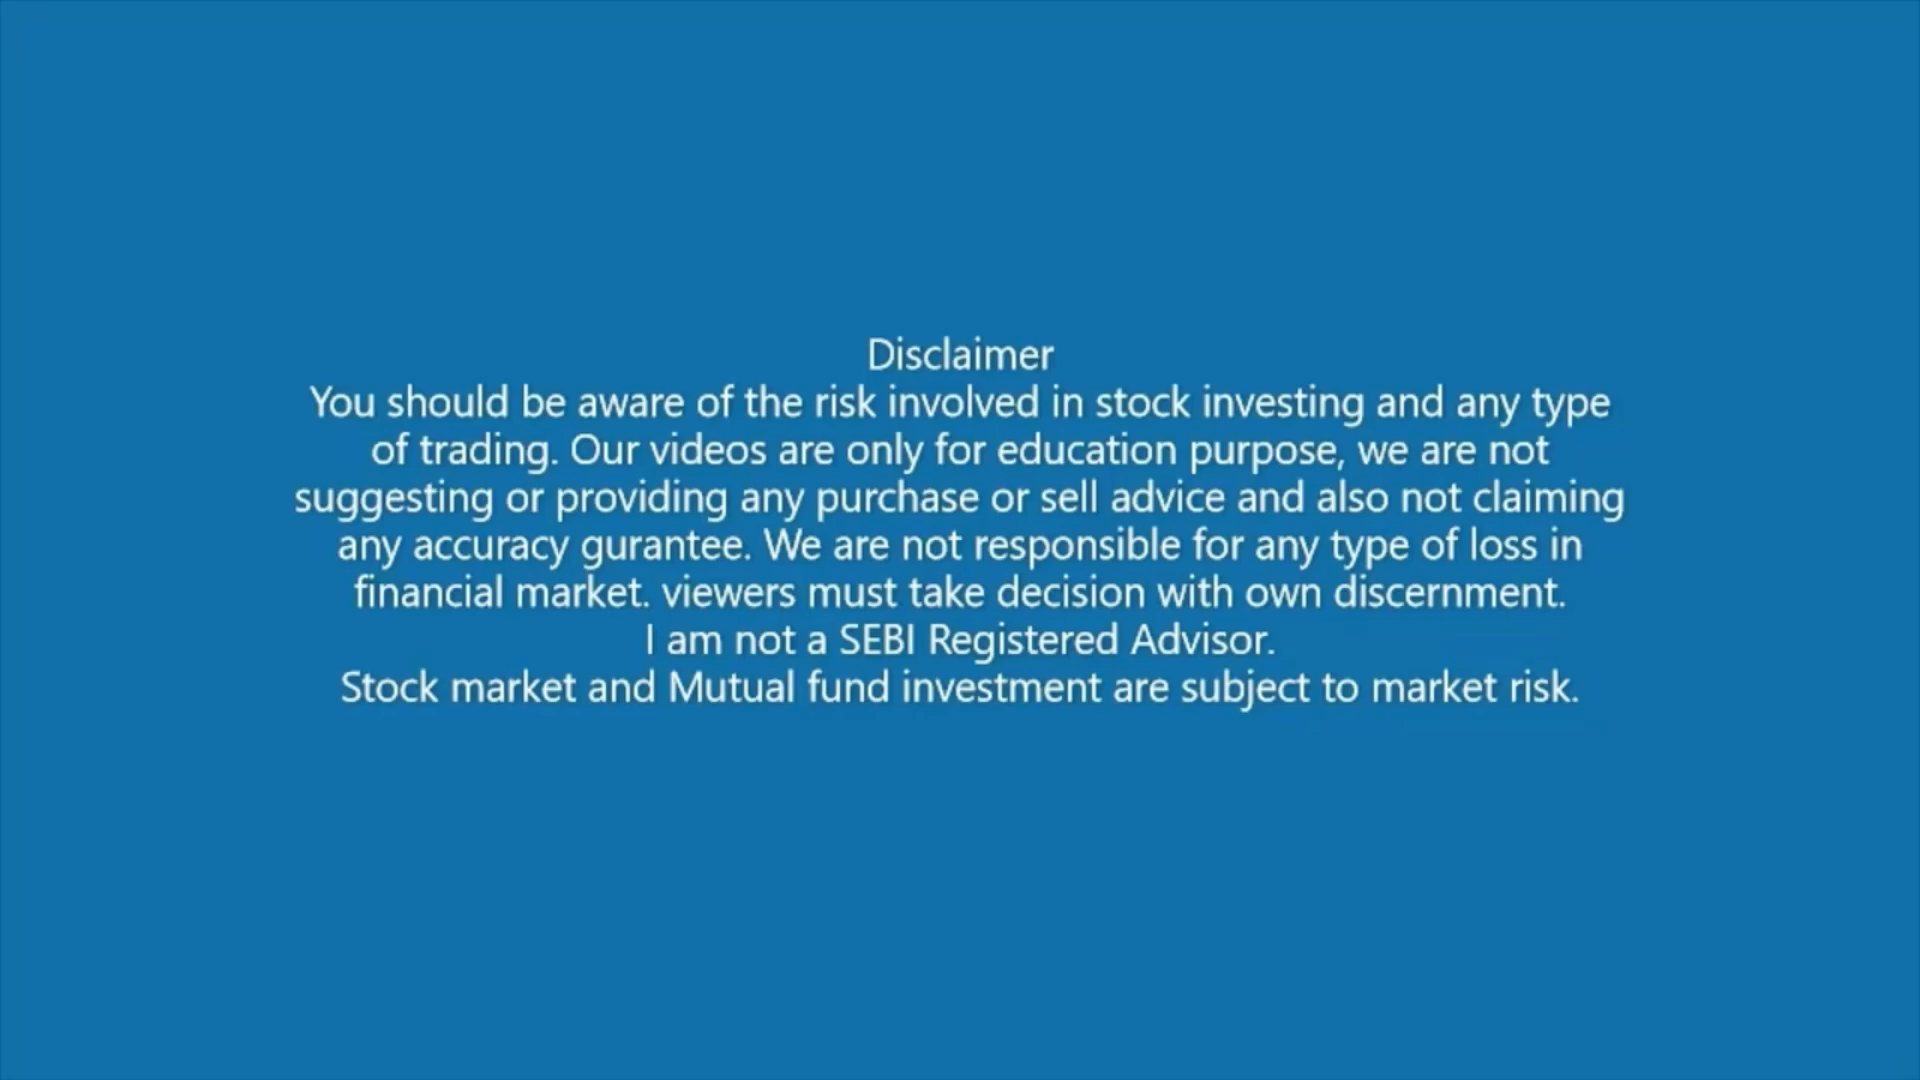 Disclaimer
You should be aware of the risk involved in stock investing and any type
of trading. Our videos are only for education purpose, we are not
suggesting or providing any purchase or sell advice and also not claiming
any accuracy gurantee. We are not responsible for any type of loss in
financial market. viewers must take decision with own discernment.
I am not a SEBI Registered Advisor.
Stock market and Mutual fund investment are subject to market risk.